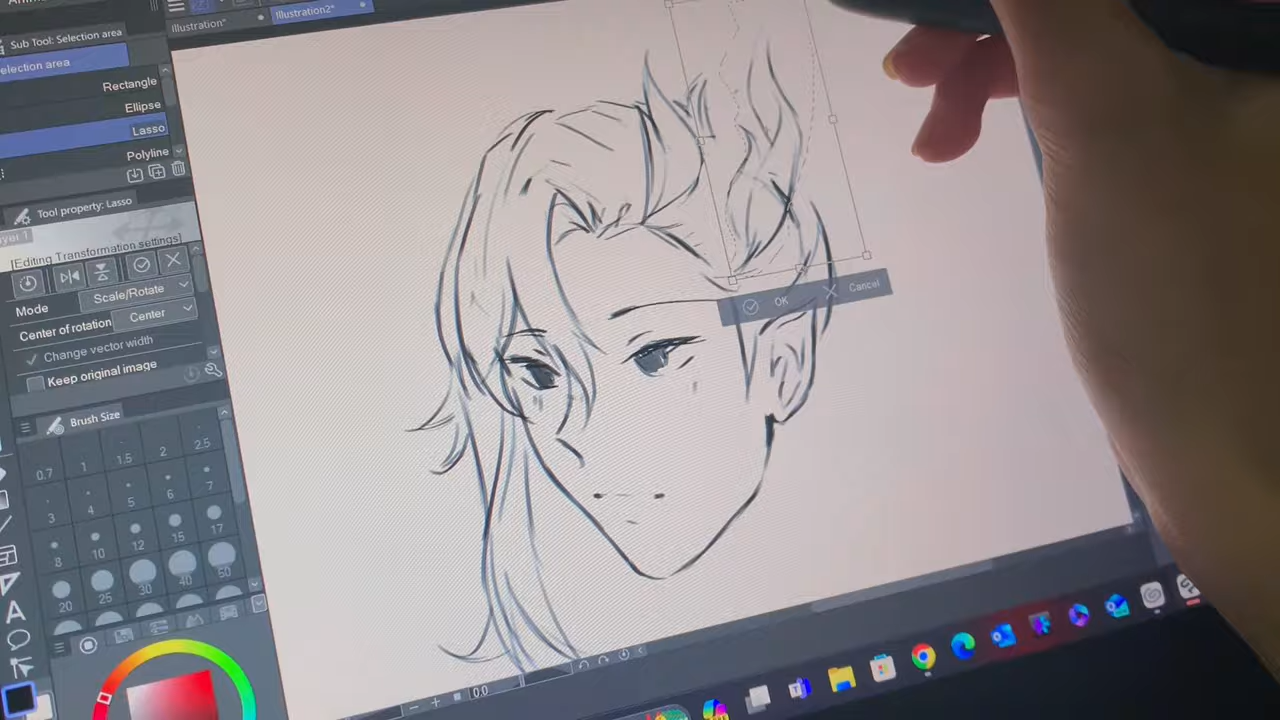 Illustration*
Illustration2*
Sub Tool: Selection area
election area
Rectangle
Ellipse
Lasso
Polyline
Tool property: Lasso
ayer 1
[Editing Transformation settings]
Mode
Scale/Rotate
Center of rotation
Center
Change vector width
Keep original image
OK
Cancel
Brush Size
0.7 1 1.5 2 2.5
3 4 5 6 7
8 10 12 15 17
20 25 30 40 50
A
0.0